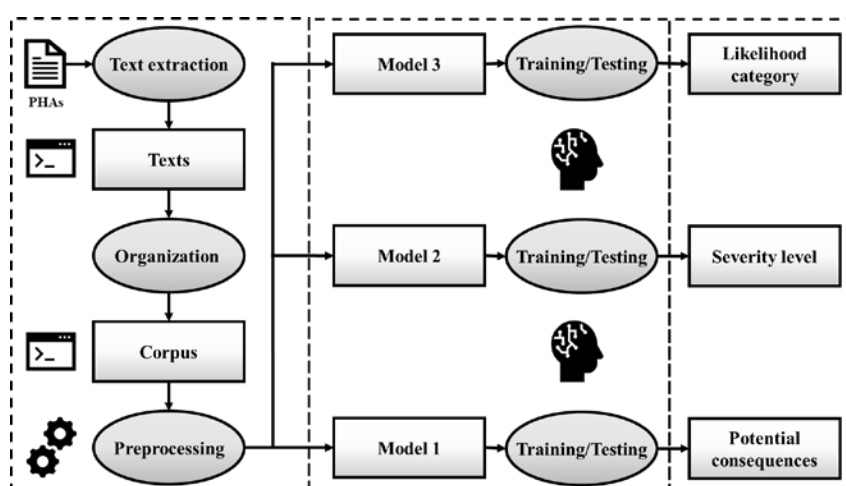 PHAs
Text extraction
>_
Texts
Organization
>_
Corpus
Preprocessing
Model 3
Training/Testing
Likelihood
category
Model 2
Training/Testing
Severity level
Model 1
Training/Testing
Potential
consequences